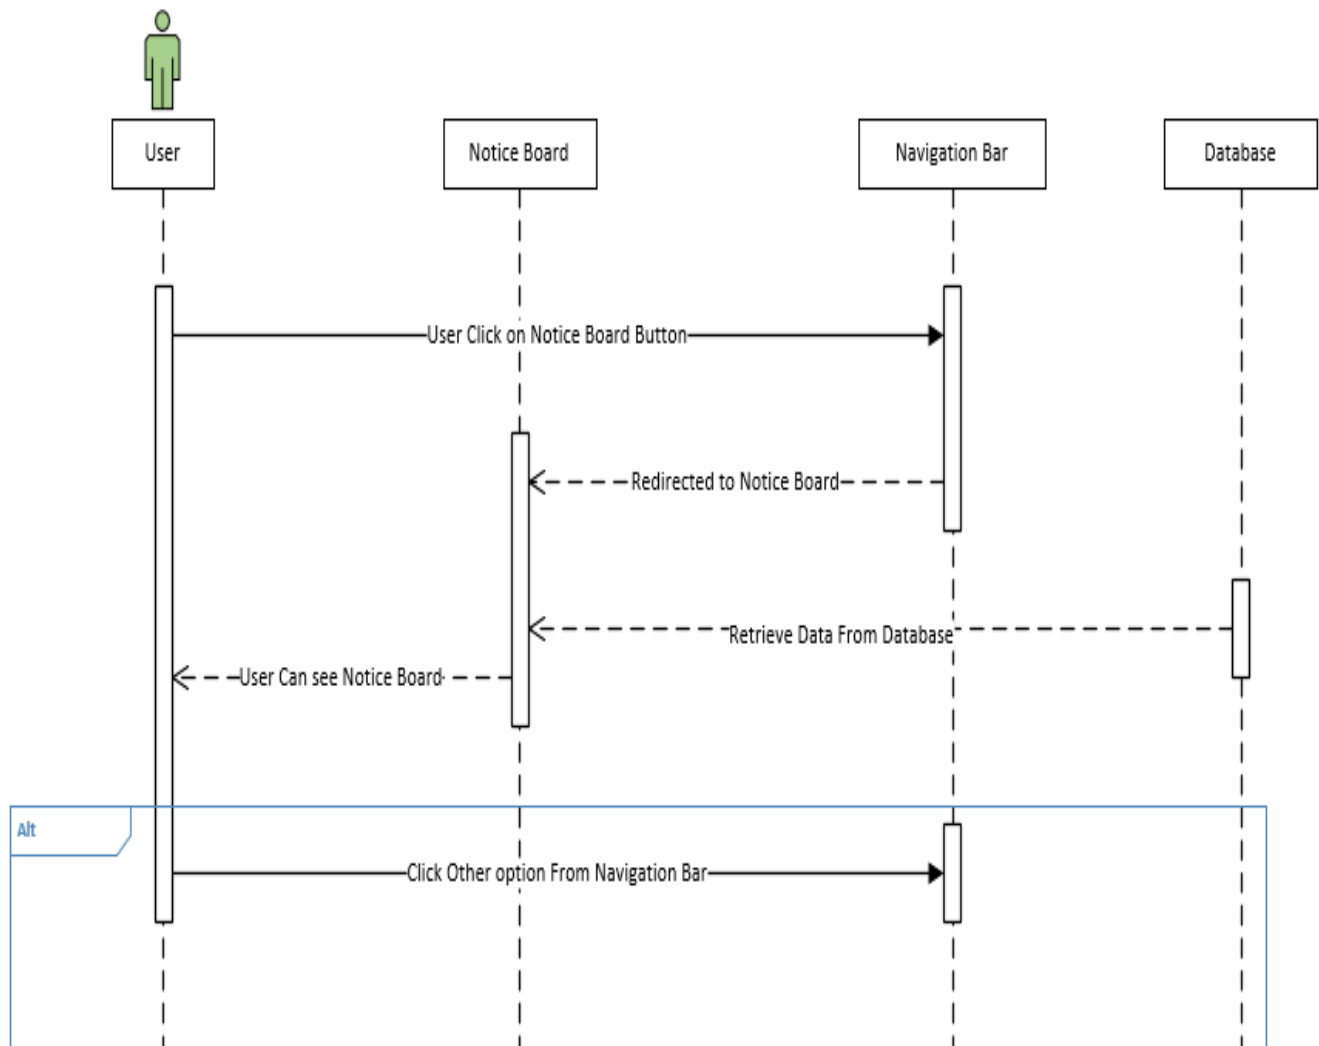 User
Notice Board
Navigation Bar
Database
User Click on Notice Board Button
Redirected to Notice Board
Retrieve Data From Database
User Can see Notice Board
Alt
Click Other option From Navigation Bar